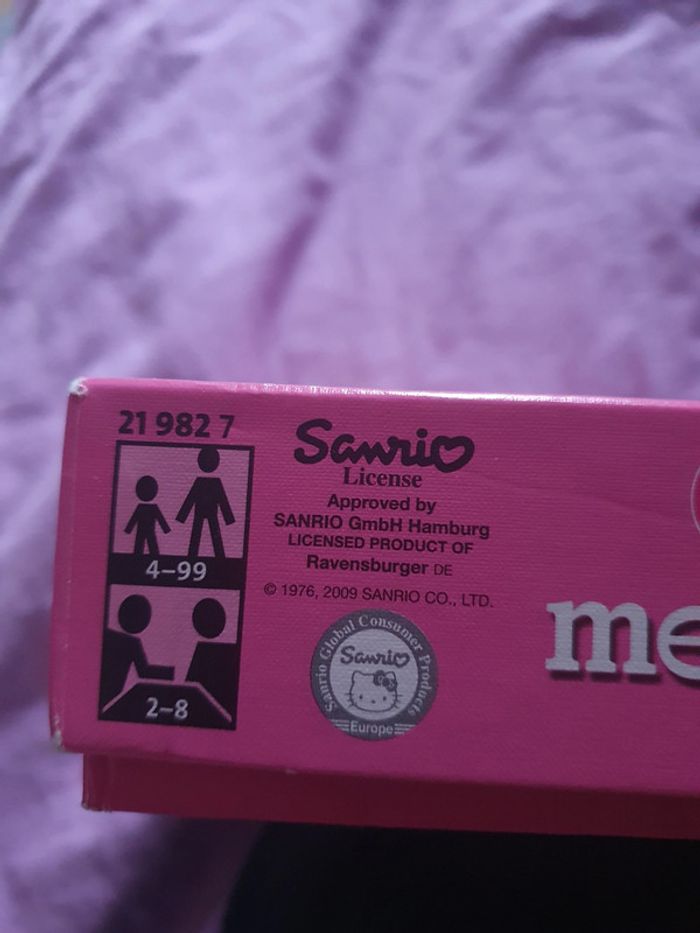 21 982 7
4–99
2–8
Sanrio
License
Approved by
SANRIO GmbH Hamburg
LICENSED PRODUCT OF
Ravensburger DE
© 1976, 2009 SANRIO CO., LTD.
Sanrio Global Consumer Products
Sanrio
Europe
me